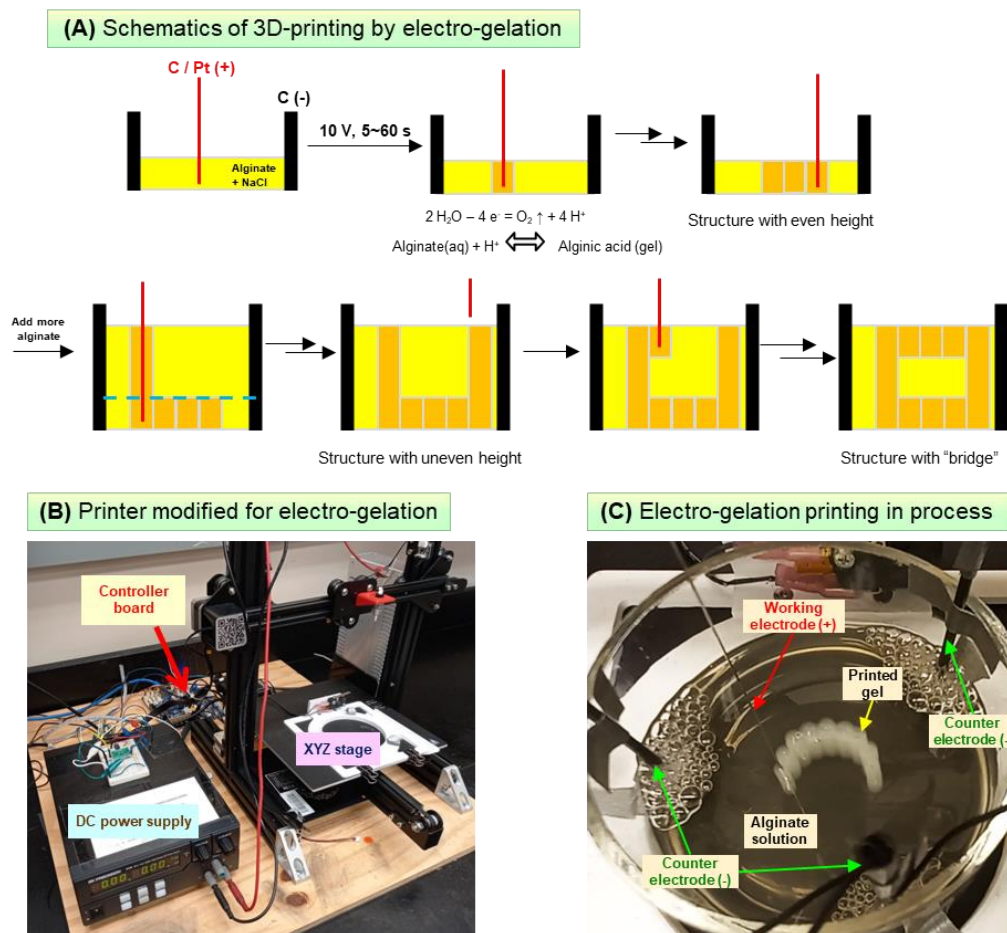 (A) Schematics of 3D-printing by electro-gelation
C / Pt (+)
C (-)
10 V, 5~60 s
Alginate
+ NaCl
2 H₂O – 4 e⁻ = O₂ ↑ + 4 H⁺
Alginate(aq) + H⁺ ⟺ Alginic acid (gel)
Structure with even height
Add more
alginate
Structure with uneven height
Structure with “bridge”
(B) Printer modified for electro-gelation
Controller
board
XYZ stage
DC power supply
(C) Electro-gelation printing in process
Working
electrode (+)
Printed
gel
Counter
electrode (-)
Alginate
solution
Counter
electrode (-)